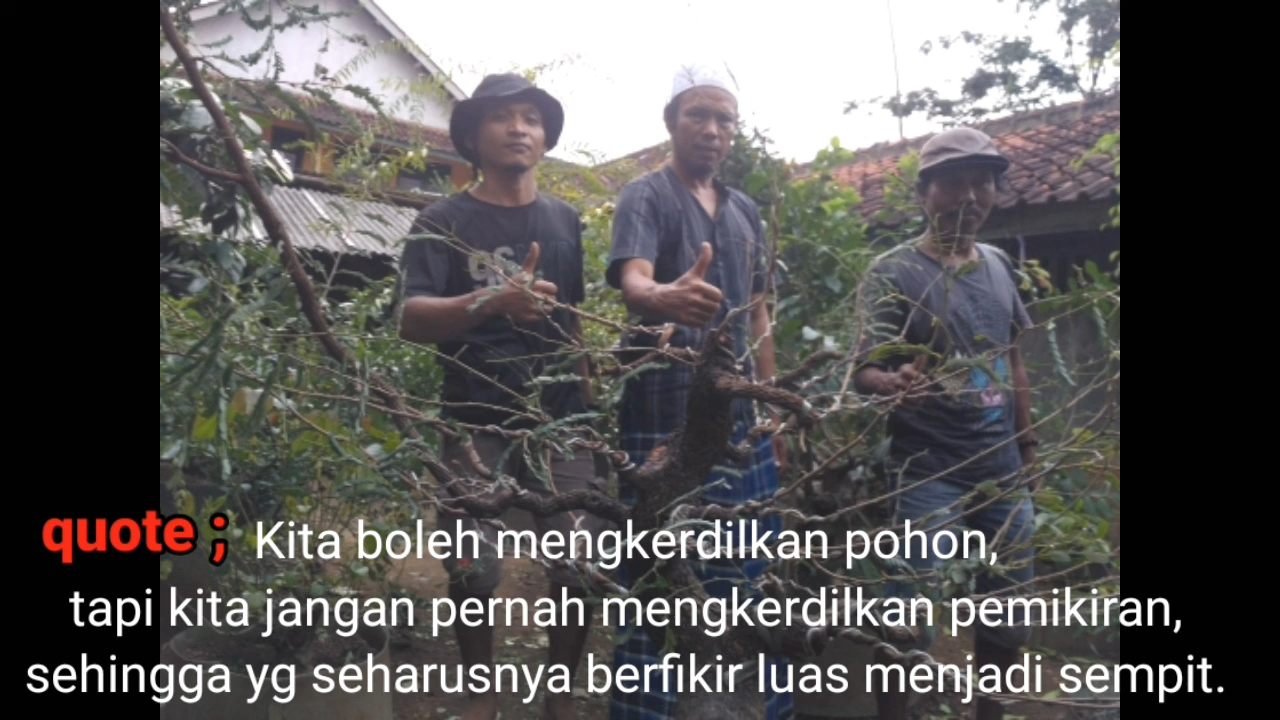 quote ; Kita boleh mengkerdilkan pohon,
tapi kita jangan pernah mengkerdilkan pemikiran,
sehingga yg seharusnya berfikir luas menjadi sempit.